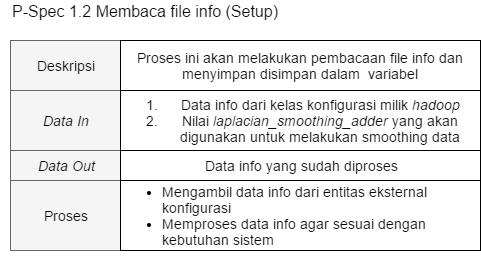 P-Spec 1.2 Membaca file info (Setup)
Deskripsi
Proses ini akan melakukan pembacaan file info dan
menyimpan disimpan dalam variabel
Data In
1. Data info dari kelas konfigurasi milik hadoop
2. Nilai laplacian_smoothing_adder yang akan
digunakan untuk melakukan smoothing data
Data Out
Data info yang sudah diproses
Proses
• Mengambil data info dari entitas eksternal
konfigurasi
• Memproses data info agar sesuai dengan
kebutuhan sistem